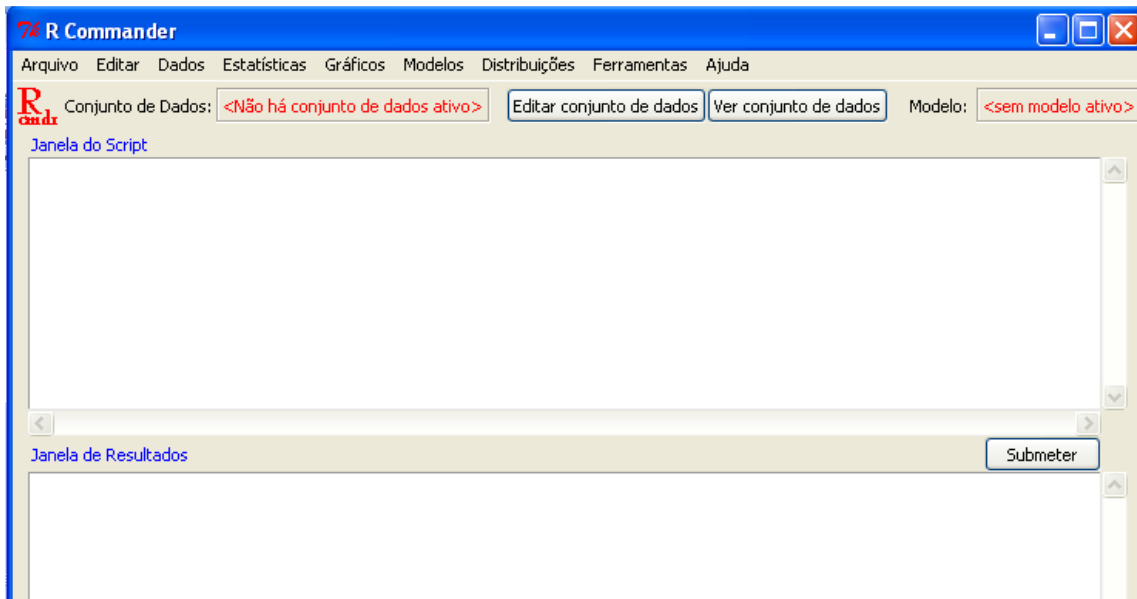 R Commander
Arquivo Editar Dados Estatísticas Gráficos Modelos Distribuições Ferramentas Ajuda
R cmdr Conjunto de Dados: <Não há conjunto de dados ativo> Editar conjunto de dados Ver conjunto de dados Modelo: <sem modelo ativo>
Janela do Script
Janela de Resultados Submeter